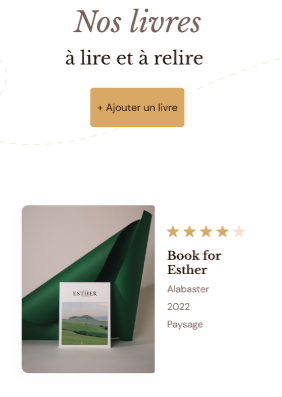 Nos livres
à lire et à relire
+ Ajouter un livre
ESTHER
Book for
Esther
Alabaster
2022
Paysage